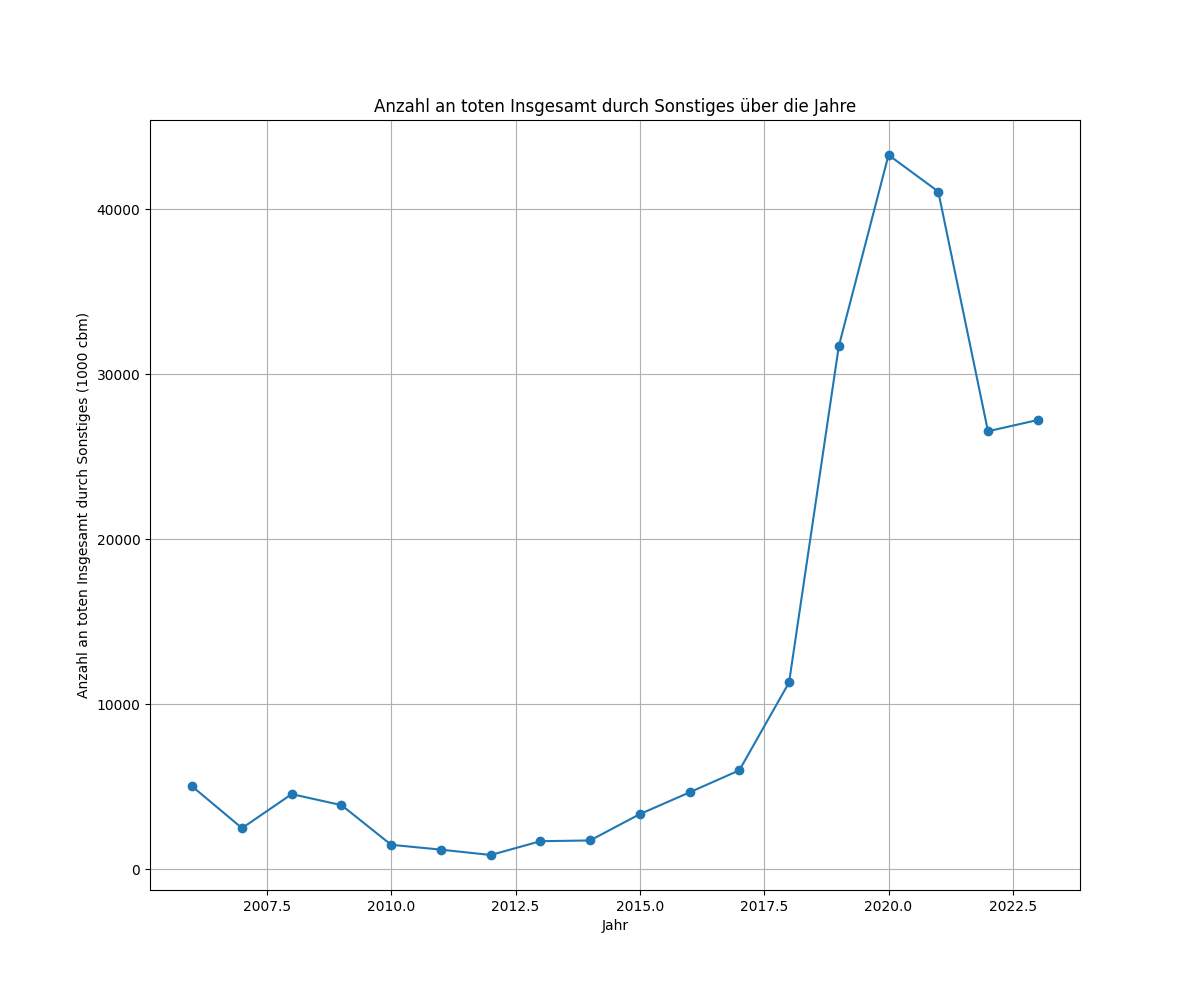 Anzahl an toten Insgesamt durch Sonstiges über die Jahre
Anzahl an toten Insgesamt durch Sonstiges (1000 cbm)
40000
30000
20000
10000
0
2007.5 2010.0 2012.5 2015.0 2017.5 2020.0 2022.5
Jahr